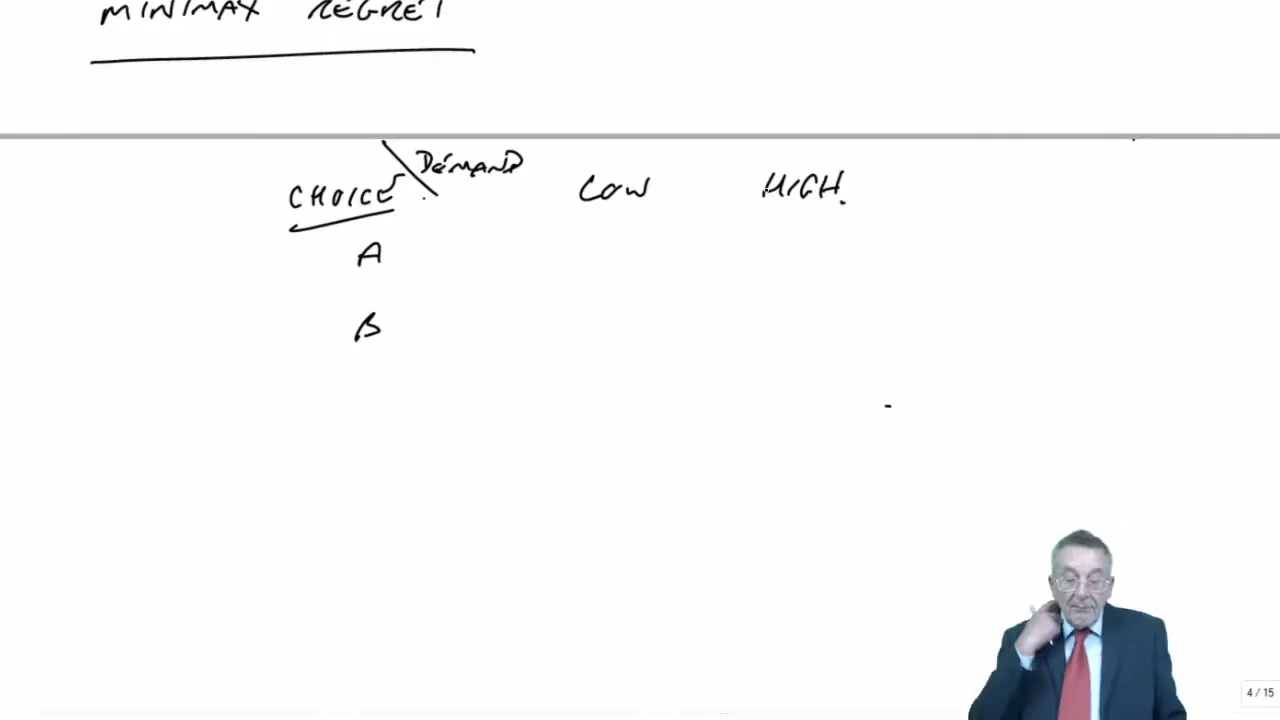 MINIMAX REGRET
DEMAND
CHOICE LOW HIGH.
A
B
4 / 15